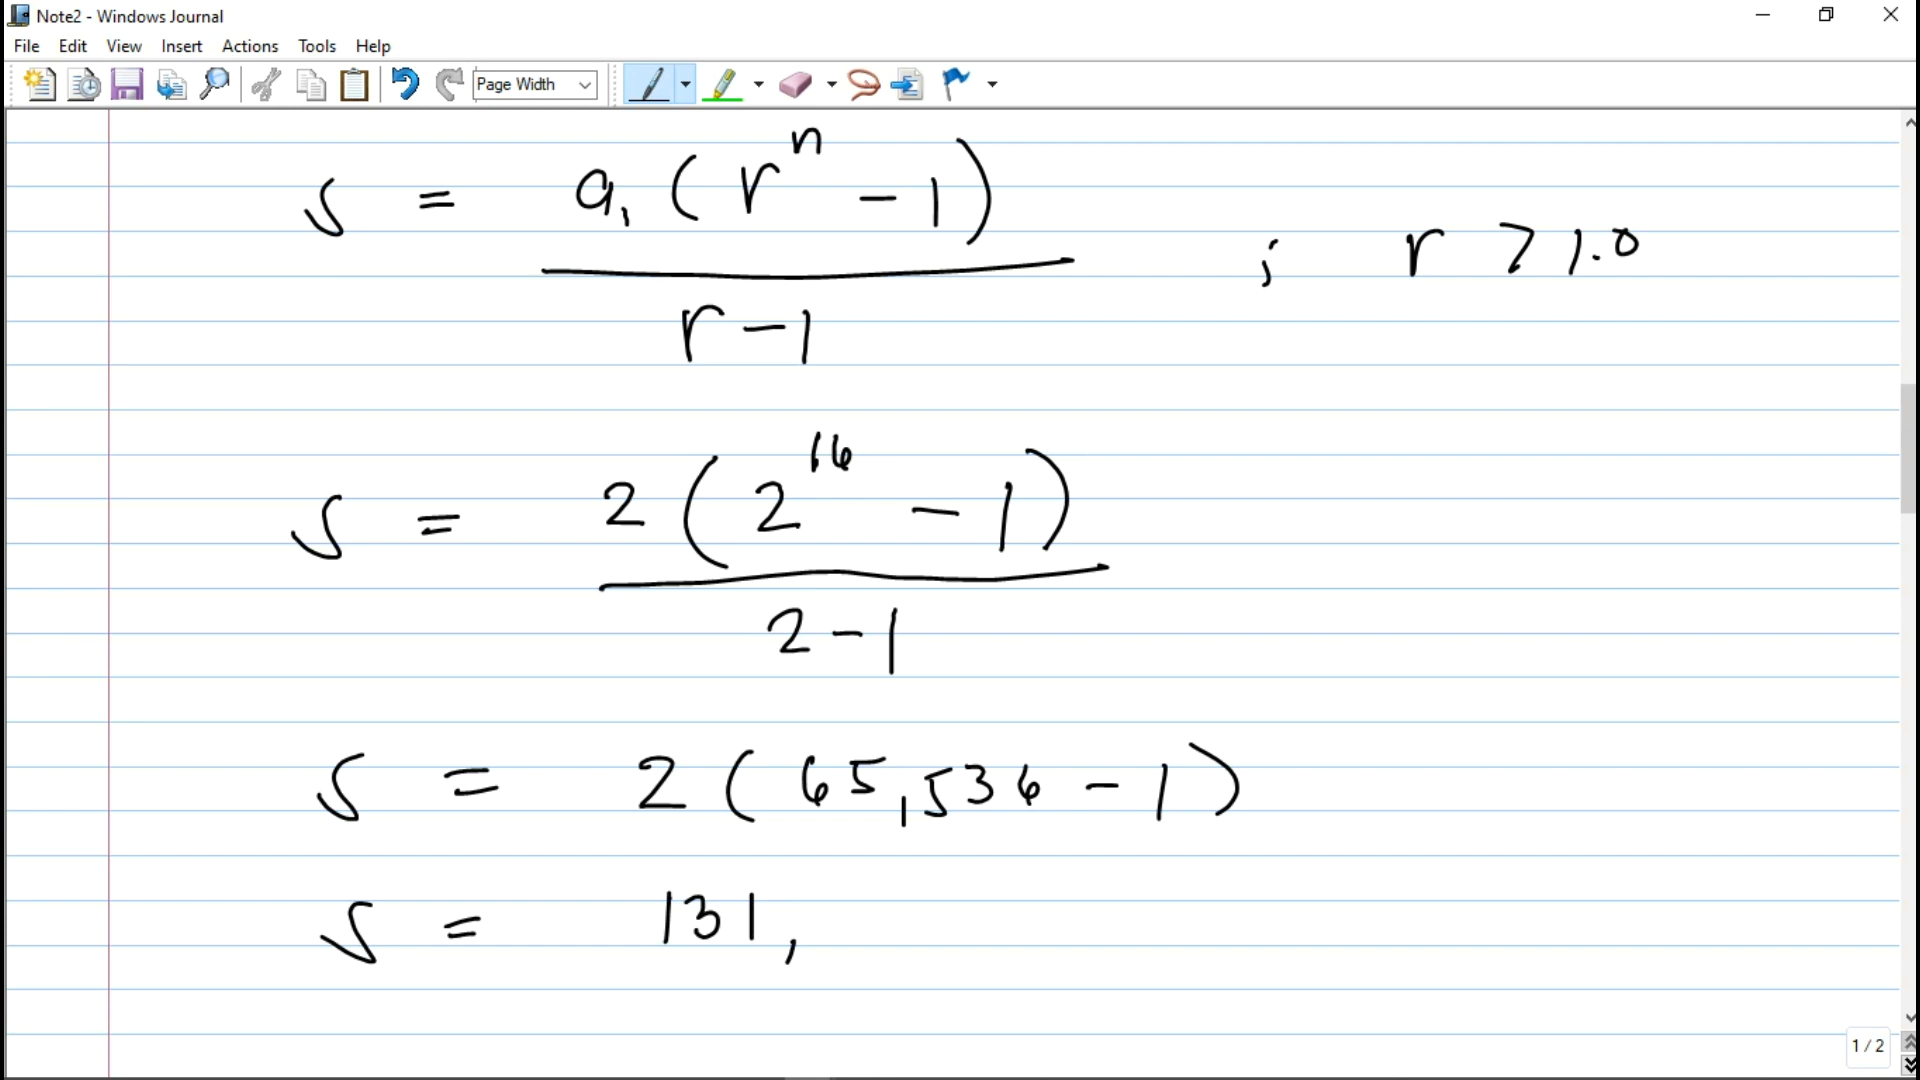 Note2 - Windows Journal
File Edit View Insert Actions Tools Help
Page Width
S = a₁ (rⁿ - 1) / r - 1 ; r > 1.0
S = 2 (2¹⁶ - 1) / 2 - 1
S = 2 (65,536 - 1)
S = 131,
1 / 2